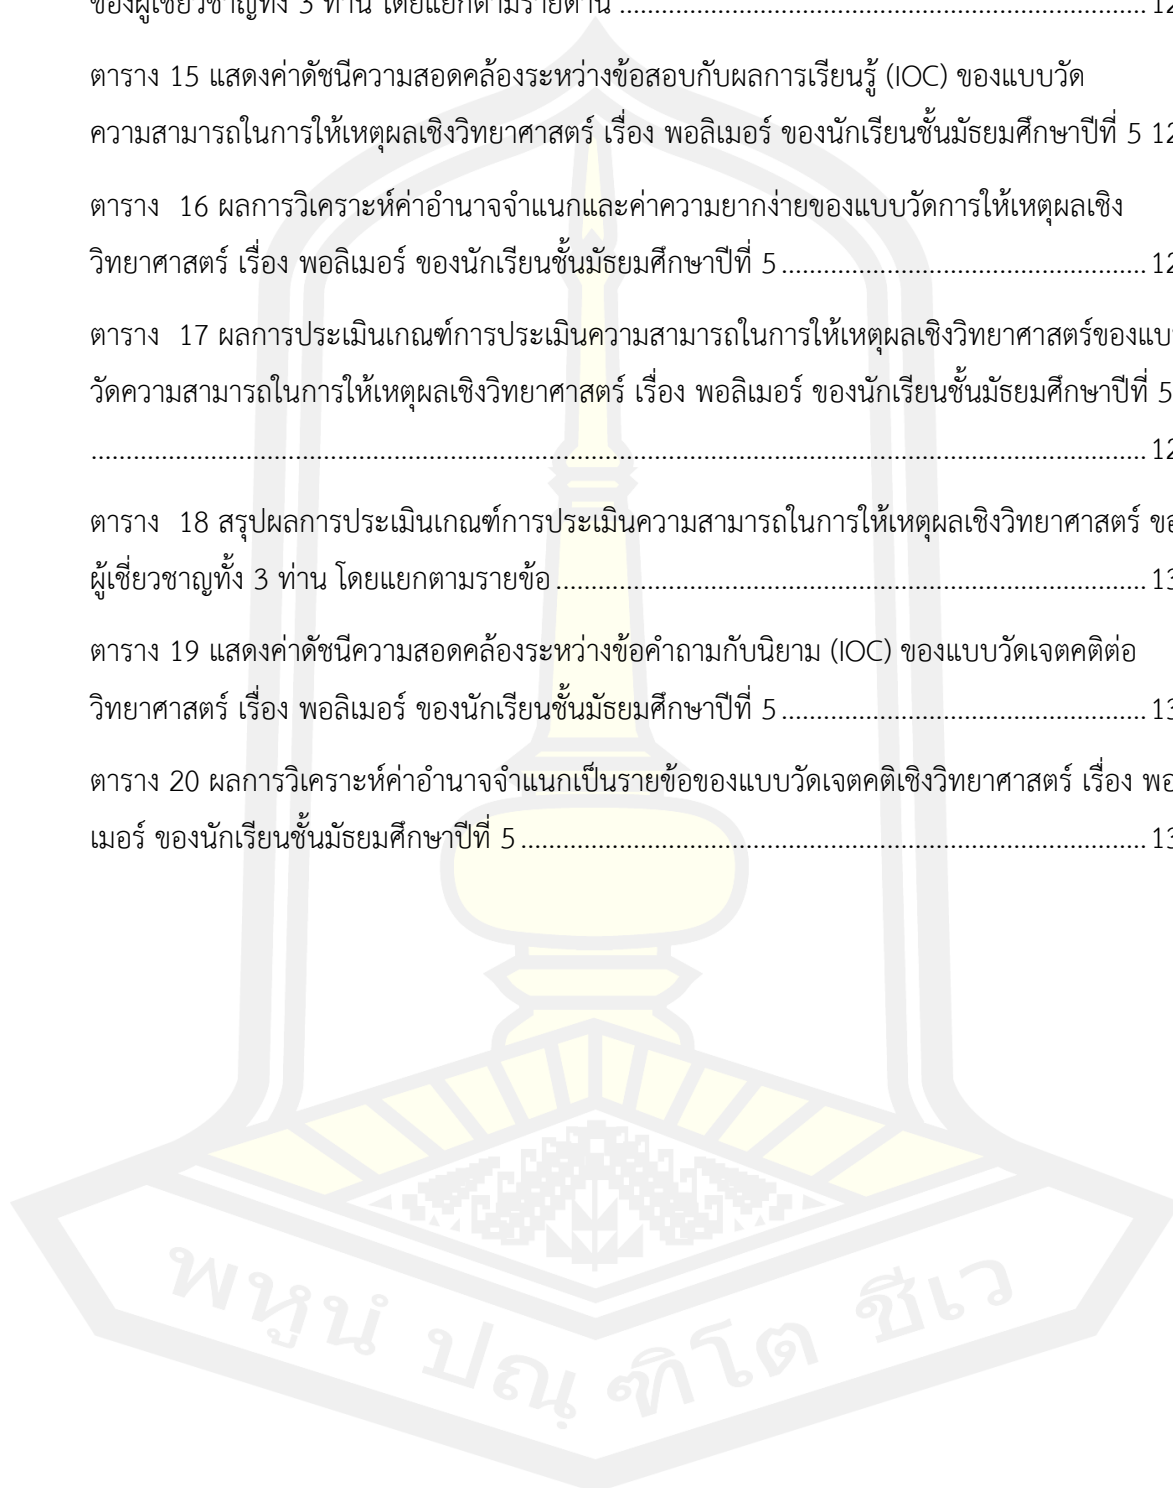 ของผู้เชี่ยวชาญทั้ง 3 ท่าน โดยแยกตามรายด้าน ........................................................................... 12
ตาราง 15 แสดงค่าดัชนีความสอดคล้องระหว่างข้อสอบกับผลการเรียนรู้ (IOC) ของแบบวัด
ความสามารถในการให้เหตุผลเชิงวิทยาศาสตร์ เรื่อง พอลิเมอร์ ของนักเรียนชั้นมัธยมศึกษาปีที่ 5 12
ตาราง 16 ผลการวิเคราะห์ค่าอำนาจจำแนกและค่าความยากง่ายของแบบวัดการให้เหตุผลเชิง
วิทยาศาสตร์ เรื่อง พอลิเมอร์ ของนักเรียนชั้นมัธยมศึกษาปีที่ 5 .................................................... 12
ตาราง 17 ผลการประเมินเกณฑ์การประเมินความสามารถในการให้เหตุผลเชิงวิทยาศาสตร์ของแบ
วัดความสามารถในการให้เหตุผลเชิงวิทยาศาสตร์ เรื่อง พอลิเมอร์ ของนักเรียนชั้นมัธยมศึกษาปีที่ 5
....................................................................................................................................................... 12
ตาราง 18 สรุปผลการประเมินเกณฑ์การประเมินความสามารถในการให้เหตุผลเชิงวิทยาศาสตร์ ขอ
ผู้เชี่ยวชาญทั้ง 3 ท่าน โดยแยกตามรายข้อ .................................................................................... 13
ตาราง 19 แสดงค่าดัชนีความสอดคล้องระหว่างข้อคำถามกับนิยาม (IOC) ของแบบวัดเจตคติต่อ
วิทยาศาสตร์ เรื่อง พอลิเมอร์ ของนักเรียนชั้นมัธยมศึกษาปีที่ 5 .................................................... 13
ตาราง 20 ผลการวิเคราะห์ค่าอำนาจจำแนกเป็นรายข้อของแบบวัดเจตคติเชิงวิทยาศาสตร์ เรื่อง พอ
เมอร์ ของนักเรียนชั้นมัธยมศึกษาปีที่ 5 ......................................................................................... 13
พหูนํ ปณฺฑิโต ชีเว